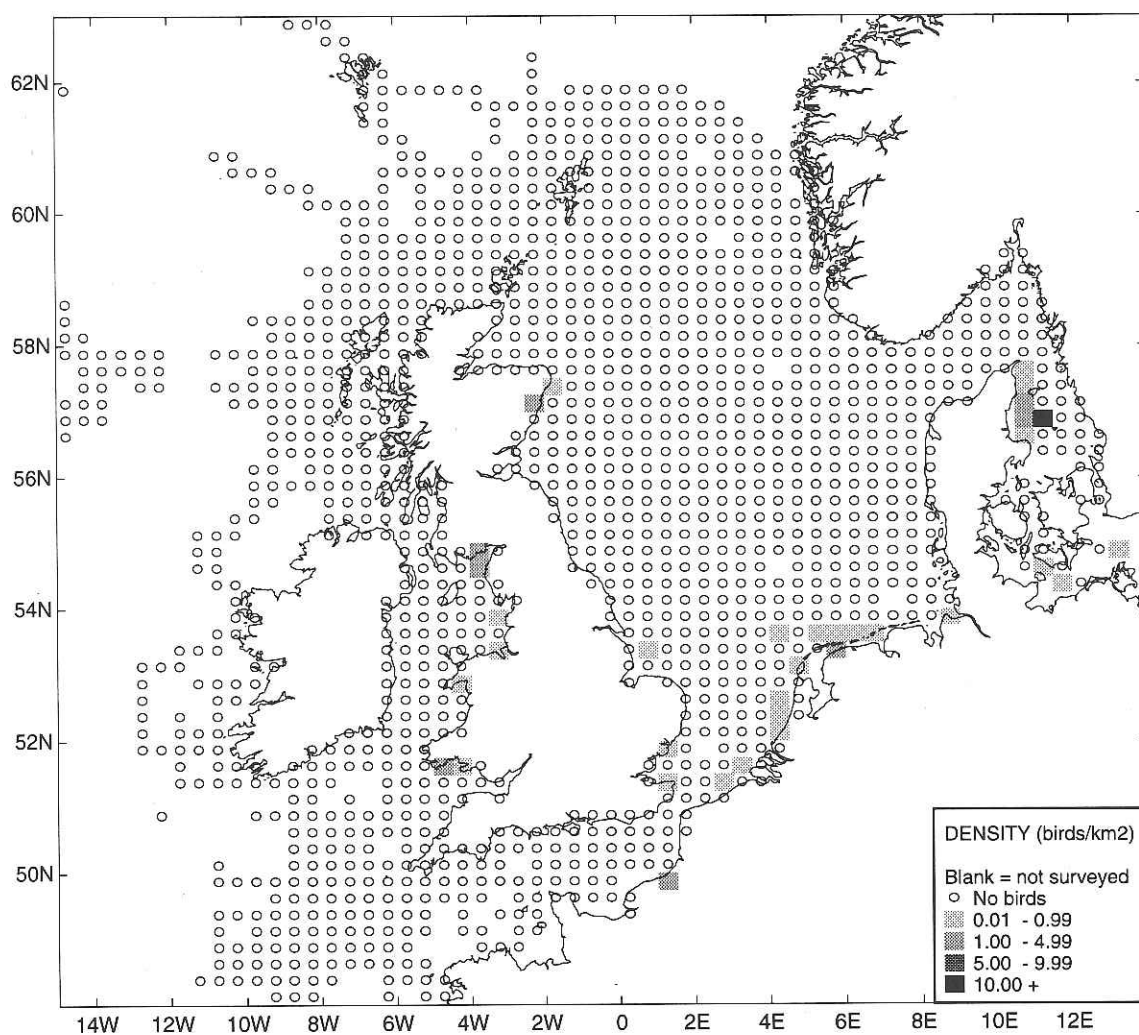 62N
60N
58N
56N
54N
52N
50N
DENSITY (birds/km2)
Blank = not surveyed
No birds
0.01 - 0.99
1.00 - 4.99
5.00 - 9.99
10.00 +
14W 12W 10W 8W 6W 4W 2W 0 2E 4E 6E 8E 10E 12E